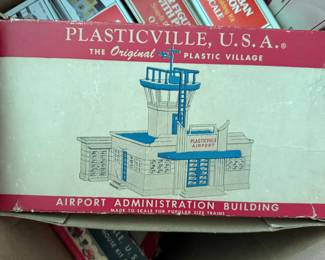 PLASTICVILLE, U.S.A.®
THE Original PLASTIC VILLAGE
PLASTICVILLE
AIRPORT
AIRPORT ADMINISTRATION BUILDING
MADE TO SCALE FOR POPULAR SIZE TRAINS